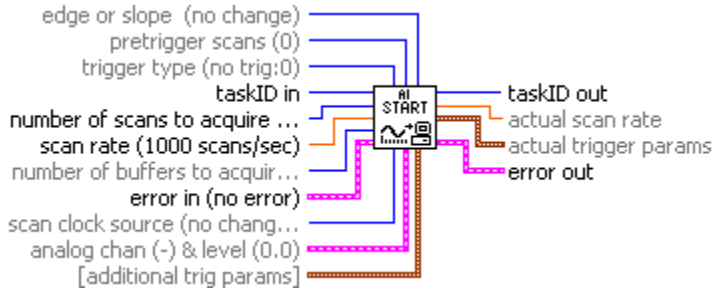 edge or slope (no change)
pretrigger scans (0)
trigger type (no trig:0)
taskID in
number of scans to acquire ...
scan rate (1000 scans/sec)
number of buffers to acquir...
error in (no error)
scan clock source (no chang...
analog chan (-) & level (0.0)
[additional trig params]
AI
START
taskID out
actual scan rate
actual trigger params
error out